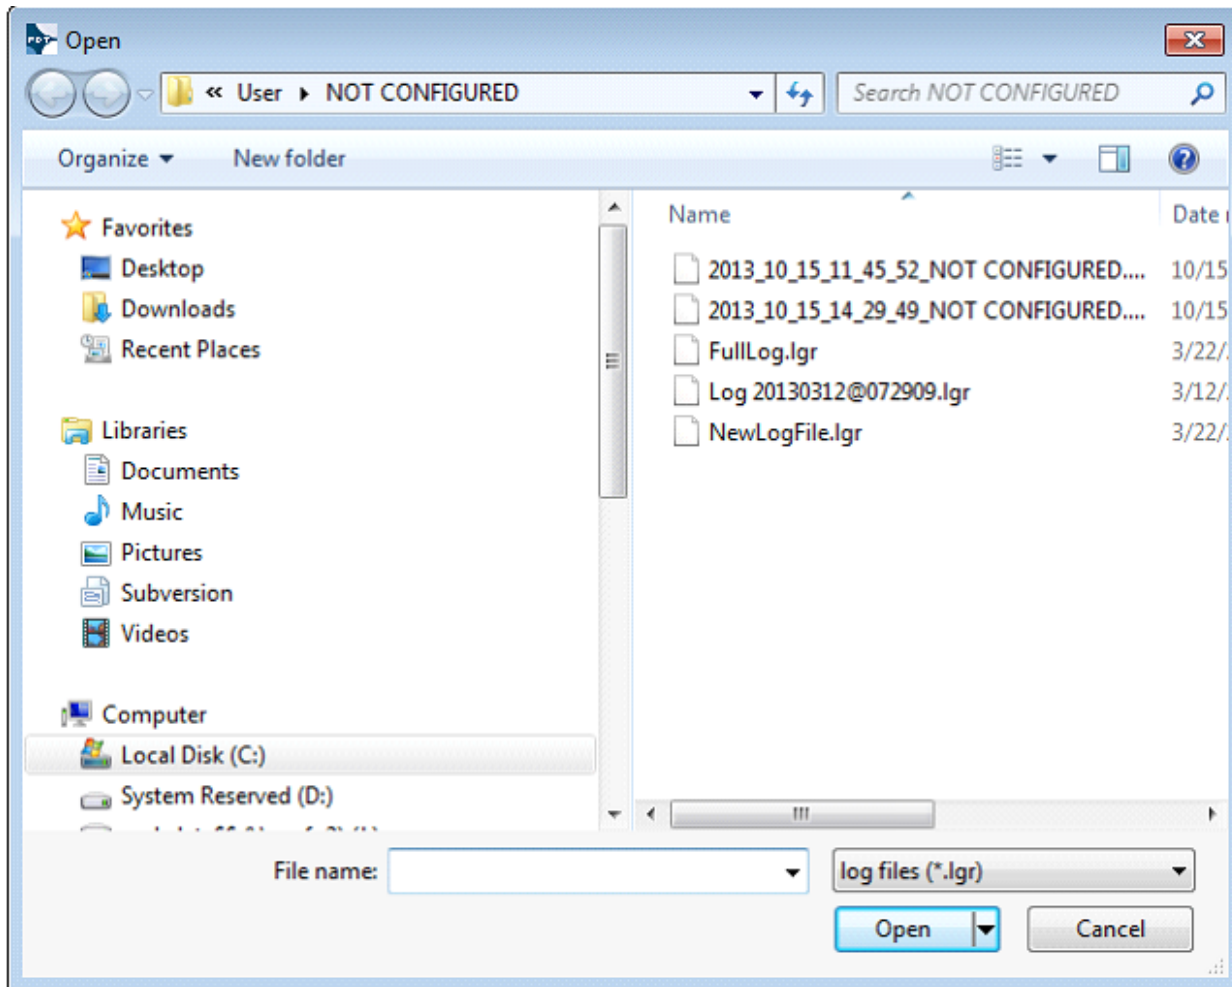 PDT Open
« User ▸ NOT CONFIGURED
Search NOT CONFIGURED
Organize New folder
Favorites
Desktop
Downloads
Recent Places
Libraries
Documents
Music
Pictures
Subversion
Videos
Computer
Local Disk (C:)
System Reserved (D:)
Name Date
2013_10_15_11_45_52_NOT CONFIGURED.... 10/15
2013_10_15_14_29_49_NOT CONFIGURED.... 10/15
FullLog.lgr 3/22/
Log 20130312@072909.lgr 3/12/
NewLogFile.lgr 3/22/
File name:
log files (*.lgr)
Open Cancel